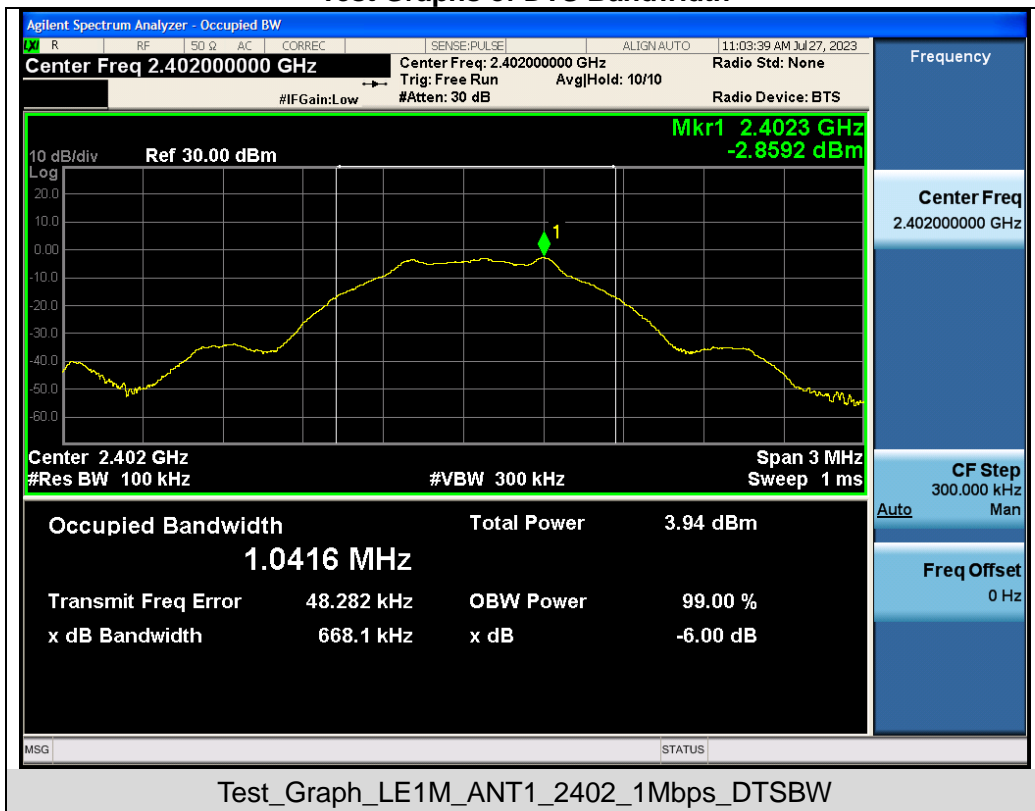 Test Graphs of DTS Bandwidth
Agilent Spectrum Analyzer - Occupied BW
LXI R RF 50 Ω AC CORREC SENSE:PULSE ALIGN AUTO 11:03:39 AM Jul 27, 2023
Center Freq 2.402000000 GHz
Center Freq: 2.402000000 GHz
Radio Std: None
Trig: Free Run Avg|Hold: 10/10
#IFGain:Low #Atten: 30 dB Radio Device: BTS
Mkr1 2.4023 GHz
10 dB/div Ref 30.00 dBm -2.8592 dBm
Log
20.0
10.0
0.00
-10.0
-20.0
-30.0
-40.0
-50.0
-60.0
1
Center 2.402 GHz Span 3 MHz
#Res BW 100 kHz #VBW 300 kHz Sweep 1 ms
Occupied Bandwidth Total Power 3.94 dBm
1.0416 MHz
Transmit Freq Error 48.282 kHz OBW Power 99.00 %
x dB Bandwidth 668.1 kHz x dB -6.00 dB
MSG STATUS
Frequency
Center Freq
2.402000000 GHz
CF Step
300.000 kHz
Auto Man
Freq Offset
0 Hz
Test_Graph_LE1M_ANT1_2402_1Mbps_DTSBW